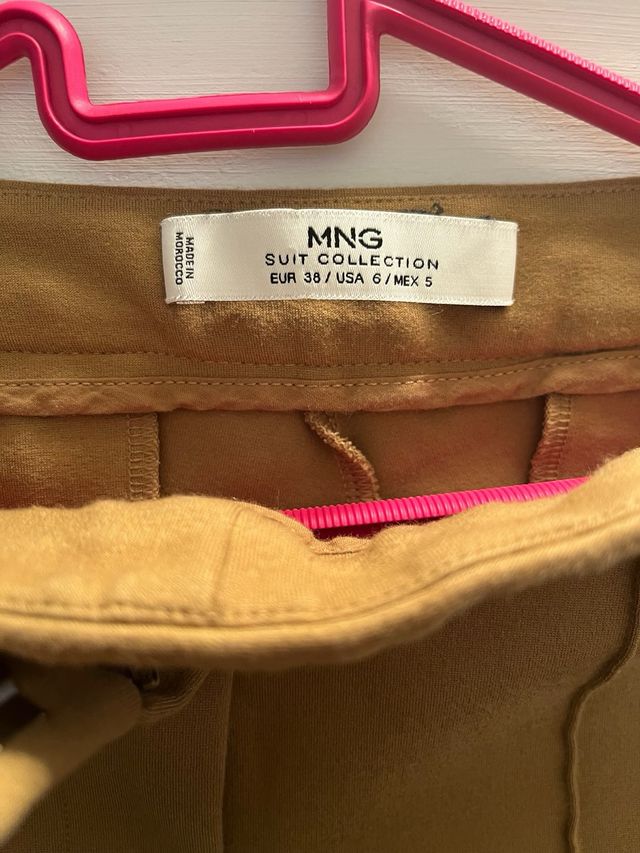 MNG
SUIT COLLECTION
EUR 38 / USA 6 / MEX 5
MADE IN
MOROCCO